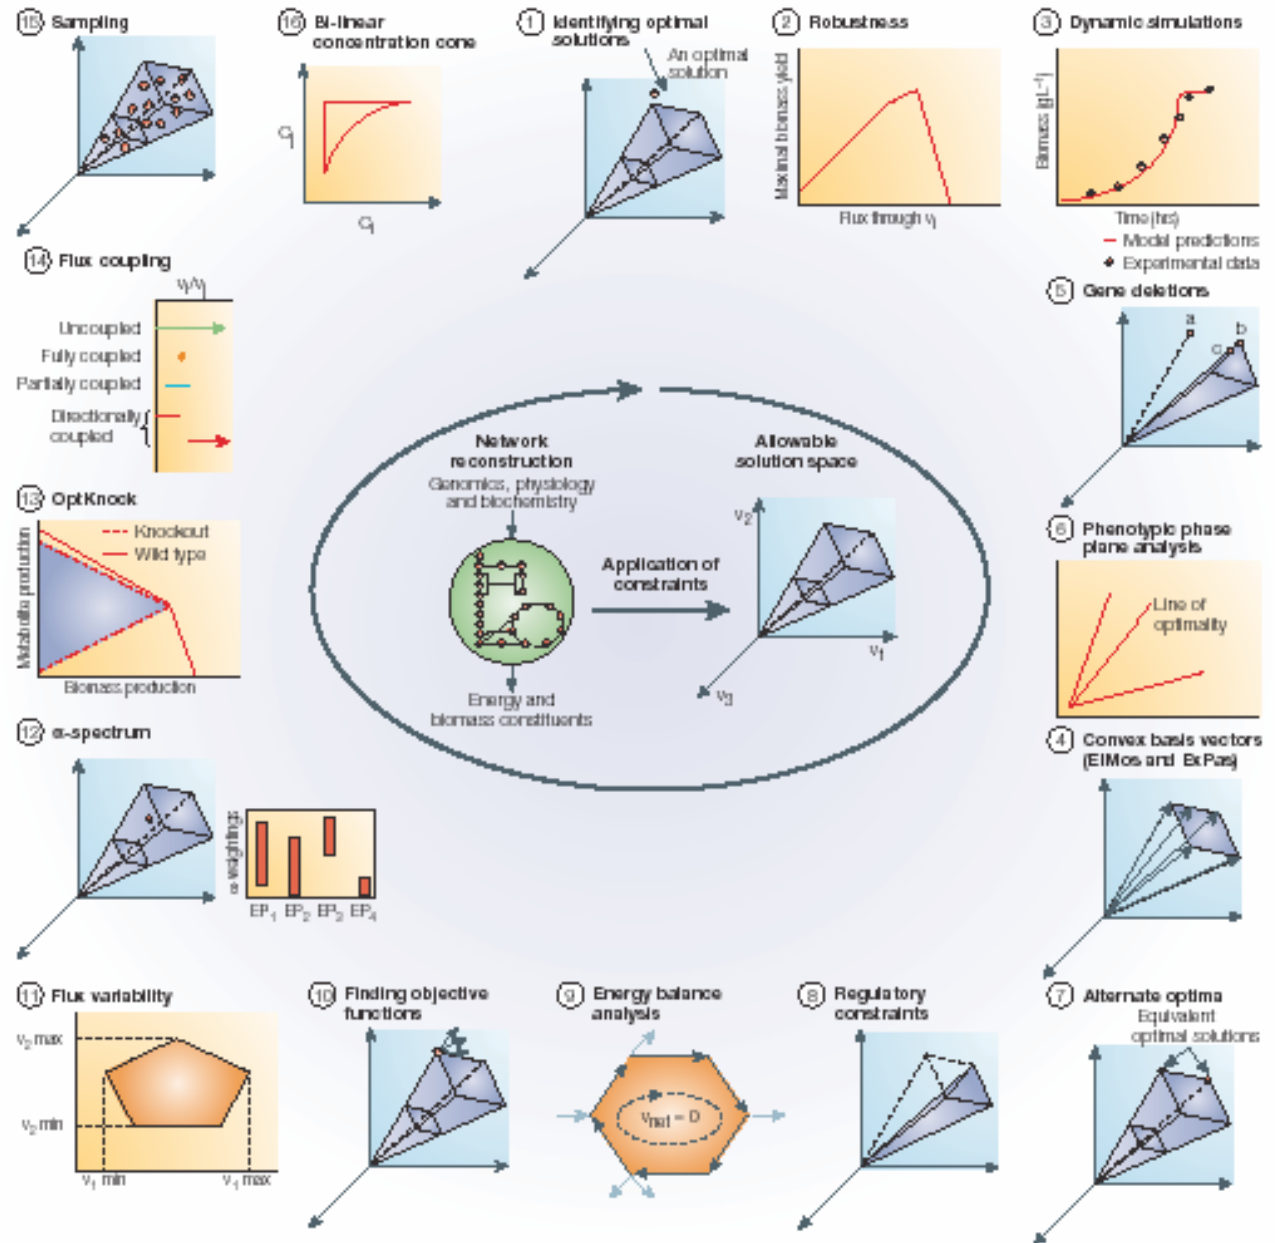 15 Sampling
16 Bi-linear
concentration cone
Cj
Ci
1 Identifying optimal
solutions
An optimal
solution
2 Robustness
Maximal biomass yield
Flux through vi
3 Dynamic simulations
Biomass (gL⁻¹)
Time (hrs)
Model predictions
Experimental data
14 Flux coupling
vi/vj
Uncoupled
Fully coupled
Partially coupled
Directionally
coupled
5 Gene deletions
a
b
c
Network
reconstruction
Genomics, physiology
and biochemistry
Energy and
biomass constituents
Application of
constraints
Allowable
solution space
v2
v1
v3
13 OptKnock
Knockout
Wild type
Metabolite production
Biomass production
6 Phenotypic phase
plane analysis
Line of
optimality
12 α-spectrum
α-weightings
EP1 EP2 EP3 EP4
4 Convex basis vectors
(ElMos and ExPas)
11 Flux variability
v2 max
v2 min
v1 min
v1 max
10 Finding objective
functions
9 Energy balance
analysis
vnet = 0
8 Regulatory
constraints
7 Alternate optima
Equivalent
optimal solutions